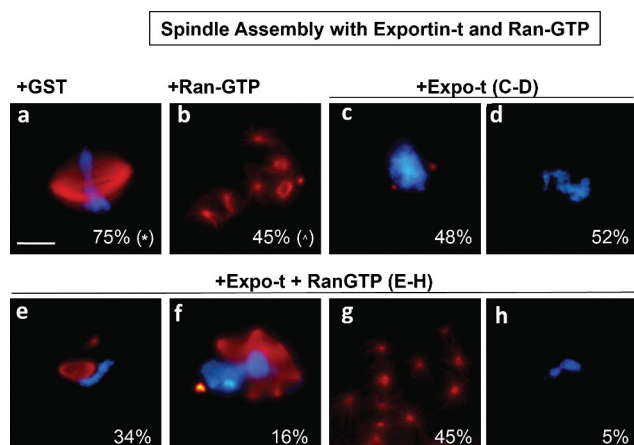 Spindle Assembly with Exportin-t and Ran-GTP
+GST +Ran-GTP +Expo-t (C-D)
a b c d
75% (*) 45% (^) 48% 52%
+Expo-t + RanGTP (E-H)
e f g h
34% 16% 45% 5%